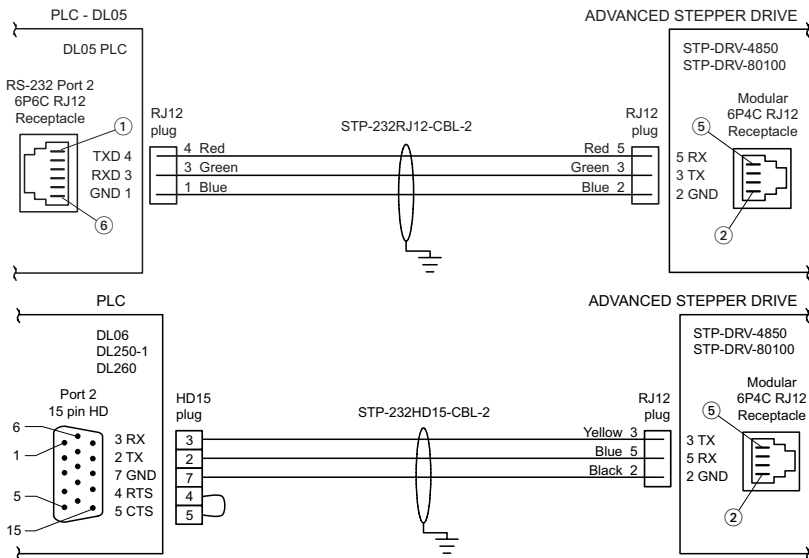 PLC - DL05
ADVANCED STEPPER DRIVE
DL05 PLC
STP-DRV-4850
STP-DRV-80100
RS-232 Port 2
6P6C RJ12
Receptacle
1
TXD 4
RXD 3
GND 1
6
RJ12
plug
4 Red
3 Green
1 Blue
STP-232RJ12-CBL-2
Red 5
Green 3
Blue 2
RJ12
plug
Modular
6P4C RJ12
Receptacle
5
5 RX
3 TX
2 GND
2
PLC
ADVANCED STEPPER DRIVE
DL06
DL250-1
DL260
STP-DRV-4850
STP-DRV-80100
Port 2
15 pin HD
6
1
5
15
3 RX
2 TX
7 GND
4 RTS
5 CTS
HD15
plug
3
2
7
4
5
STP-232HD15-CBL-2
Yellow 3
Blue 5
Black 2
RJ12
plug
Modular
6P4C RJ12
Receptacle
5
3 TX
5 RX
2 GND
2